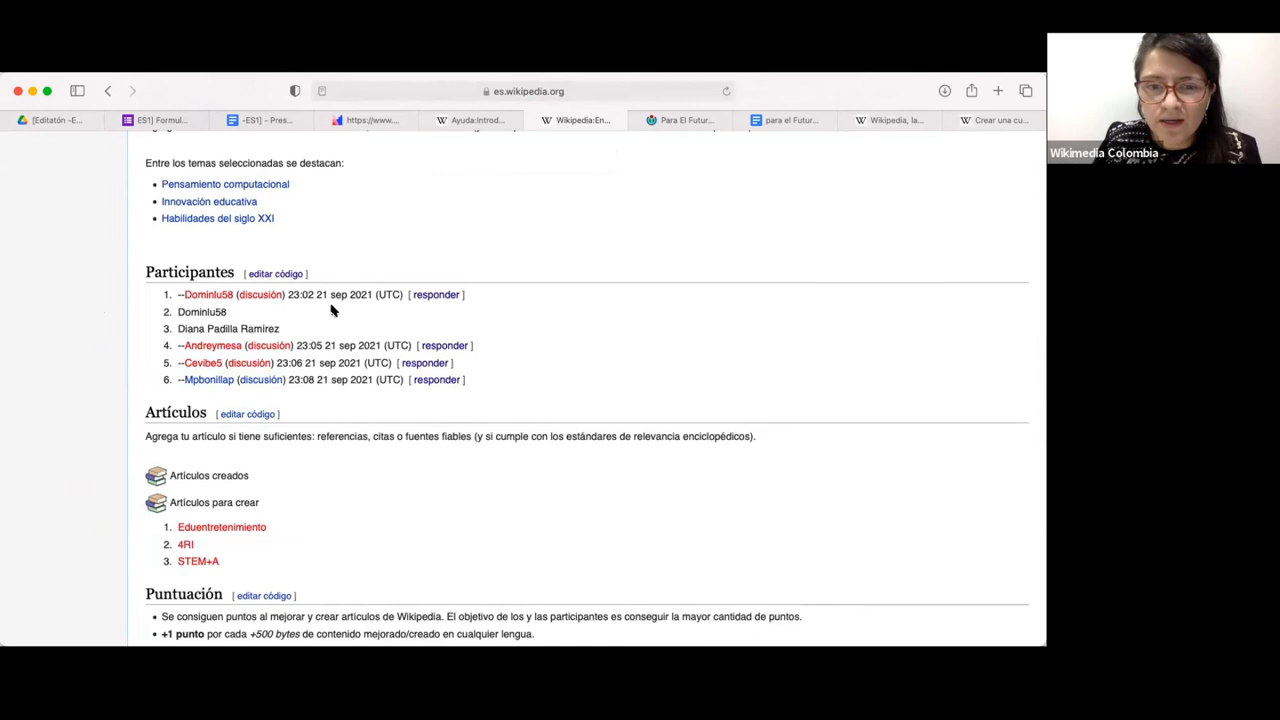 es.wikipedia.org
[Editatón -E...
ES1] Formul...
-ES1] - Pres...
https://www....
Ayuda:Introd...
Wikipedia:En...
Para El Futur...
para el Futur...
Wikipedia, la...
Crear una cu...
Wikimedia Colombia
Entre los temas seleccionadas se destacan:
Pensamiento computacional
Innovación educativa
Habilidades del siglo XXI
Participantes [ editar código ]
1. --Dominlu58 (discusión) 23:02 21 sep 2021 (UTC) [ responder ]
2. Dominlu58
3. Diana Padilla Ramírez
4. --Andreymesa (discusión) 23:05 21 sep 2021 (UTC) [ responder ]
5. --Cevibe5 (discusión) 23:06 21 sep 2021 (UTC) [ responder ]
6. --Mpbonillap (discusión) 23:08 21 sep 2021 (UTC) [ responder ]
Artículos [ editar código ]
Agrega tu artículo si tiene suficientes: referencias, citas o fuentes fiables (y si cumple con los estándares de relevancia enciclopédicos).
Artículos creados
Artículos para crear
1. Eduentretenimiento
2. 4RI
3. STEM+A
Puntuación [ editar código ]
Se consiguen puntos al mejorar y crear artículos de Wikipedia. El objetivo de los y las participantes es conseguir la mayor cantidad de puntos.
+1 punto por cada +500 bytes de contenido mejorado/creado en cualquier lengua.